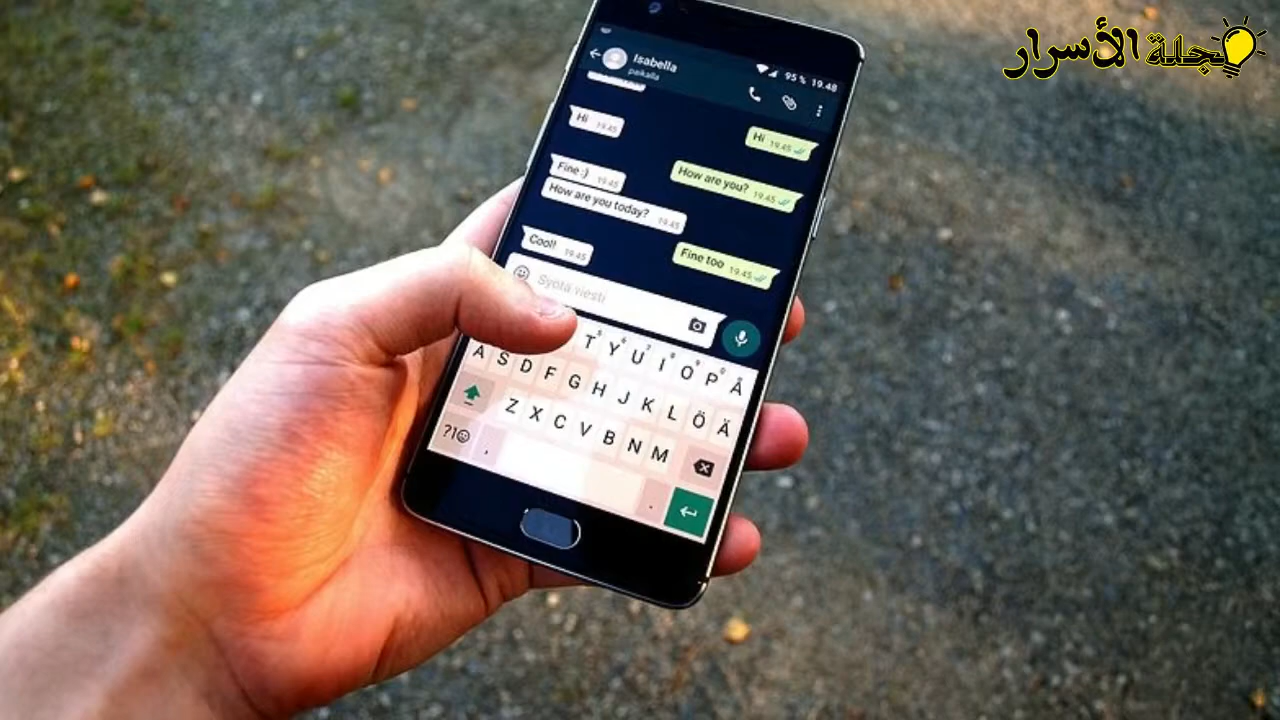 مجلة الأسرار
Isabella
paikalla
95% 19.48
Hi 19.45
Hi 19.45
How are you? 19.45
Fine :) 19.45
How are you today? 19.45
Fine too 19.45
Cool! 19.45
Syötä viesti
T Y U I O P Å
A S D F G H J K L Ö Ä
Z X C V B N M
?1☺ , .